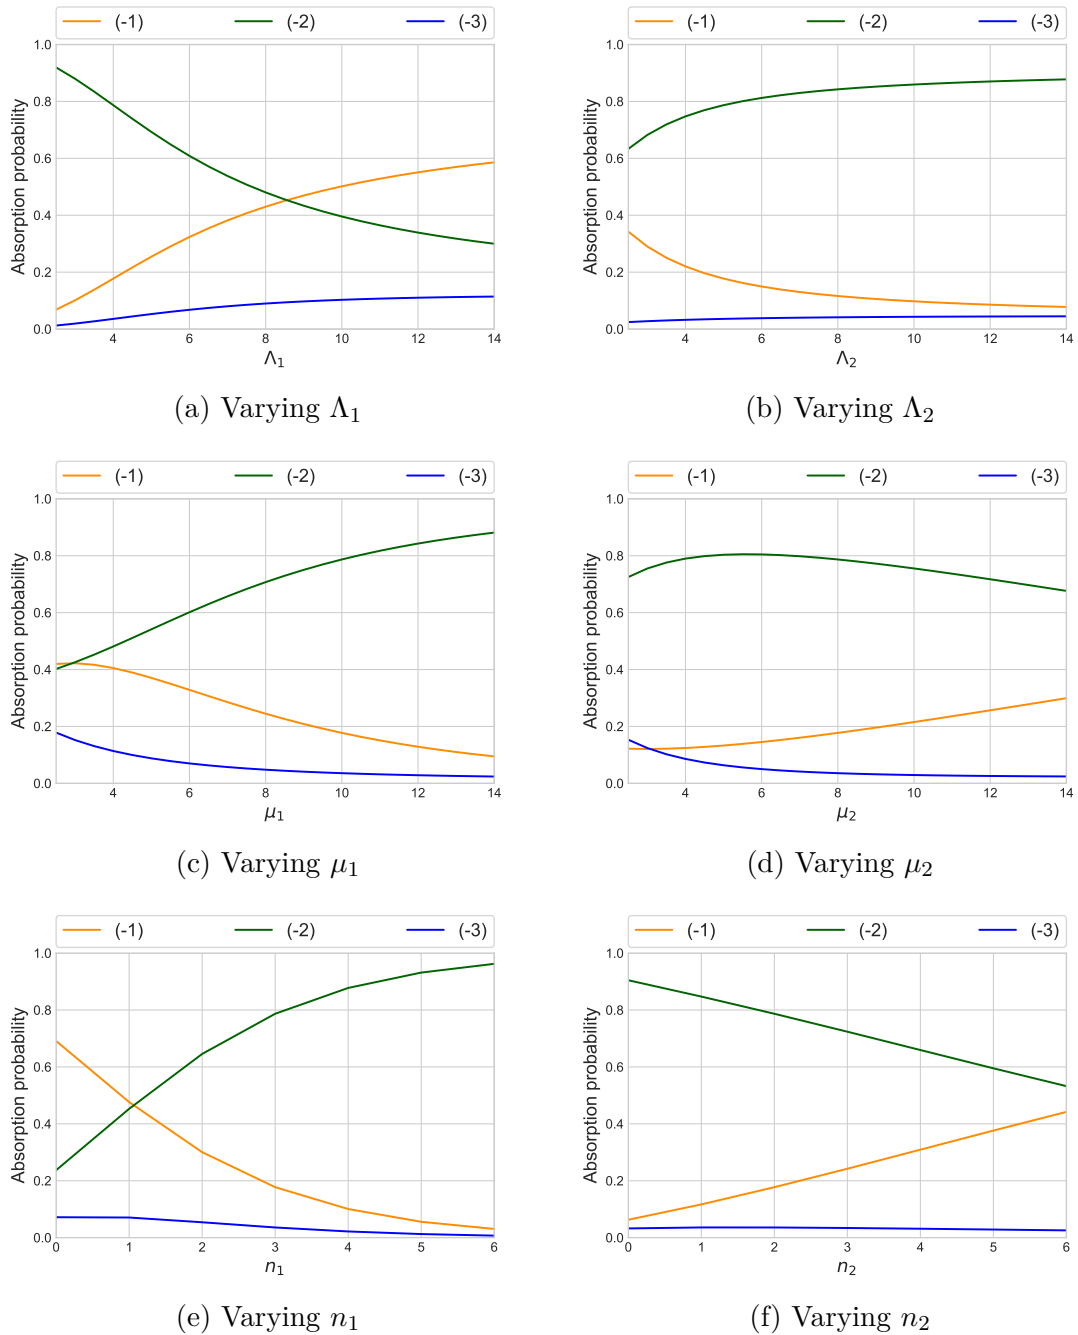 (-1) (-2) (-3) (-1) (-2) (-3)
1.0 1.0
0.8 0.8
0.6 0.6
0.4 0.4
0.2 0.2
0.0 0.0
Absorption probability Absorption probability
4 6 8 10 12 14 4 6 8 10 12 14
Λ₁ Λ₂
(a) Varying Λ₁ (b) Varying Λ₂
(-1) (-2) (-3) (-1) (-2) (-3)
1.0 1.0
0.8 0.8
0.6 0.6
0.4 0.4
0.2 0.2
0.0 0.0
Absorption probability Absorption probability
4 6 8 10 12 14 4 6 8 10 12 14
μ₁ μ₂
(c) Varying μ₁ (d) Varying μ₂
(-1) (-2) (-3) (-1) (-2) (-3)
1.0 1.0
0.8 0.8
0.6 0.6
0.4 0.4
0.2 0.2
0.0 0.0
Absorption probability Absorption probability
0 1 2 3 4 5 6 0 1 2 3 4 5 6
n₁ n₂
(e) Varying n₁ (f) Varying n₂